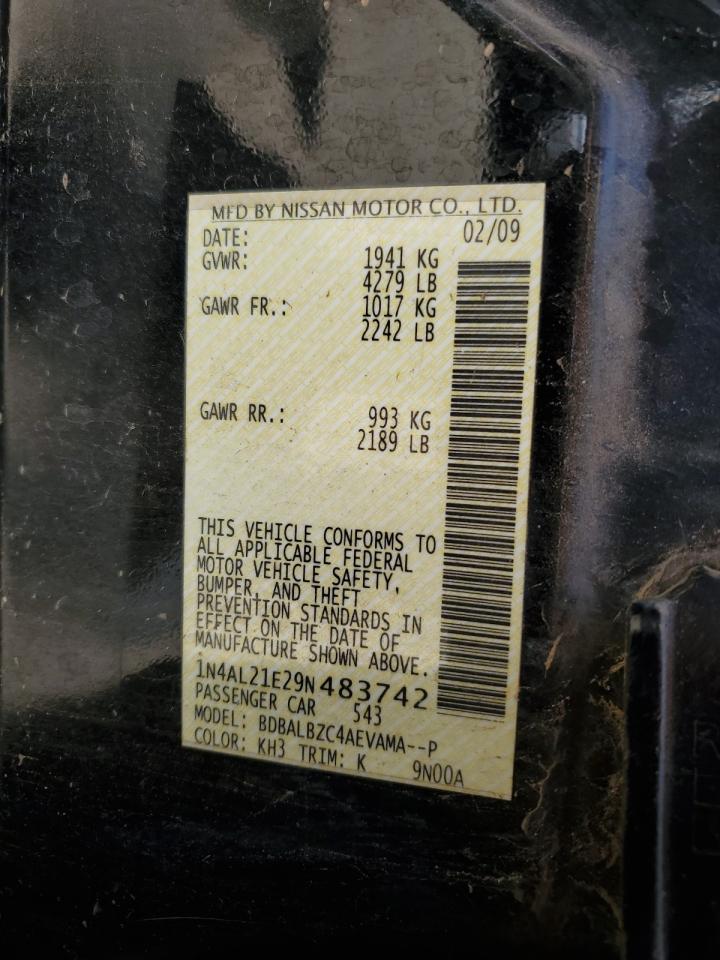 MFD BY NISSAN MOTOR CO., LTD.
DATE: 02/09
GVWR: 1941 KG
4279 LB
GAWR FR.: 1017 KG
2242 LB
GAWR RR.: 993 KG
2189 LB
THIS VEHICLE CONFORMS TO
ALL APPLICABLE FEDERAL
MOTOR VEHICLE SAFETY,
BUMPER, AND THEFT
PREVENTION STANDARDS IN
EFFECT ON THE DATE OF
MANUFACTURE SHOWN ABOVE.
1N4AL21E29N483742
PASSENGER CAR 543
MODEL: BDBALBZC4AEVAMA--P
COLOR: KH3 TRIM: K 9N00A